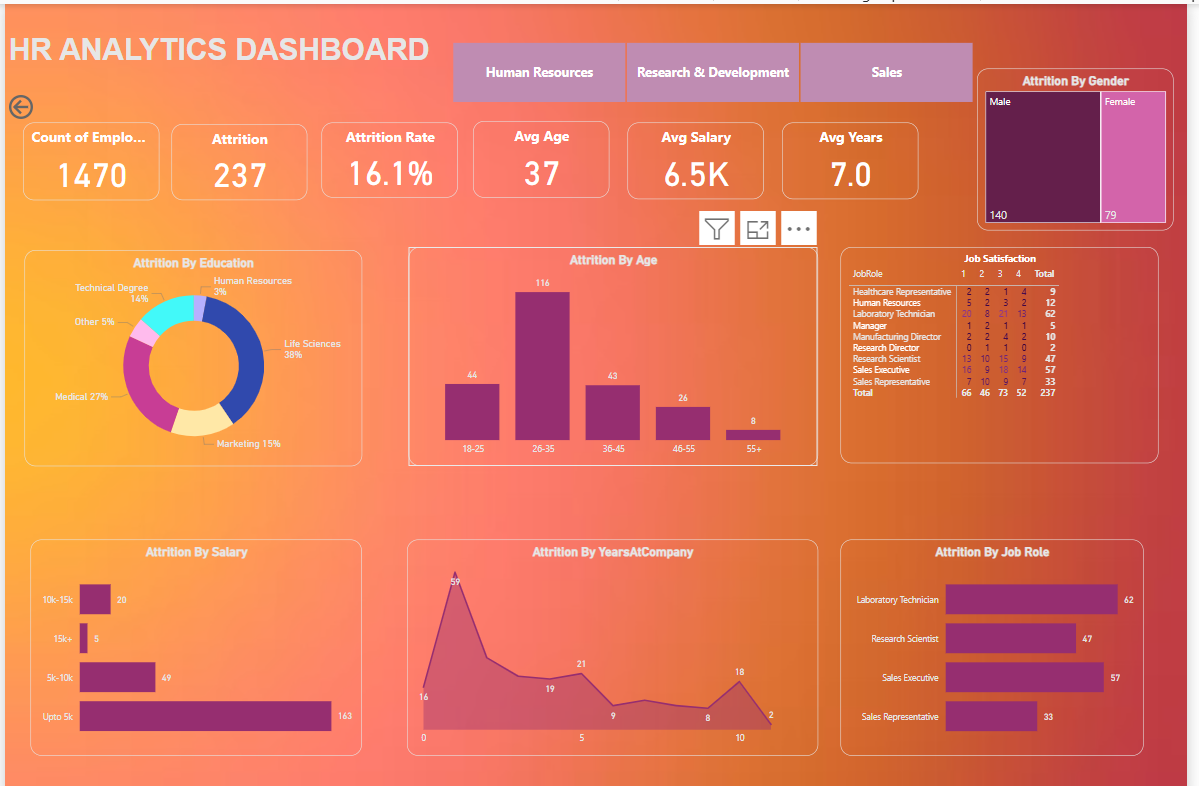 HR ANALYTICS DASHBOARD
Human Resources
Research & Development
Sales
Attrition By Gender
Male
Female
140
79
Count of Emplo...
1470
Attrition
237
Attrition Rate
16.1%
Avg Age
37
Avg Salary
6.5K
Avg Years
7.0
Attrition By Education
Human Resources
3%
Technical Degree
14%
Other 5%
Life Sciences
38%
Medical 27%
Marketing 15%
Attrition By Age
116
44
43
26
8
18-25
26-35
36-45
46-55
55+
Job Satisfaction
JobRole 1 2 3 4 Total
Healthcare Representative 2 2 1 4 9
Human Resources 5 2 3 2 12
Laboratory Technician 20 8 21 13 62
Manager 1 2 1 1 5
Manufacturing Director 2 2 4 2 10
Research Director 0 1 1 0 2
Research Scientist 13 10 15 9 47
Sales Executive 16 9 18 14 57
Sales Representative 7 10 9 7 33
Total 66 46 73 52 237
Attrition By Salary
10k-15k 20
15k+ 5
5k-10k 49
Upto 5k 163
Attrition By YearsAtCompany
59
16
19
21
9
8
18
2
0
5
10
Attrition By Job Role
Laboratory Technician 62
Research Scientist 47
Sales Executive 57
Sales Representative 33